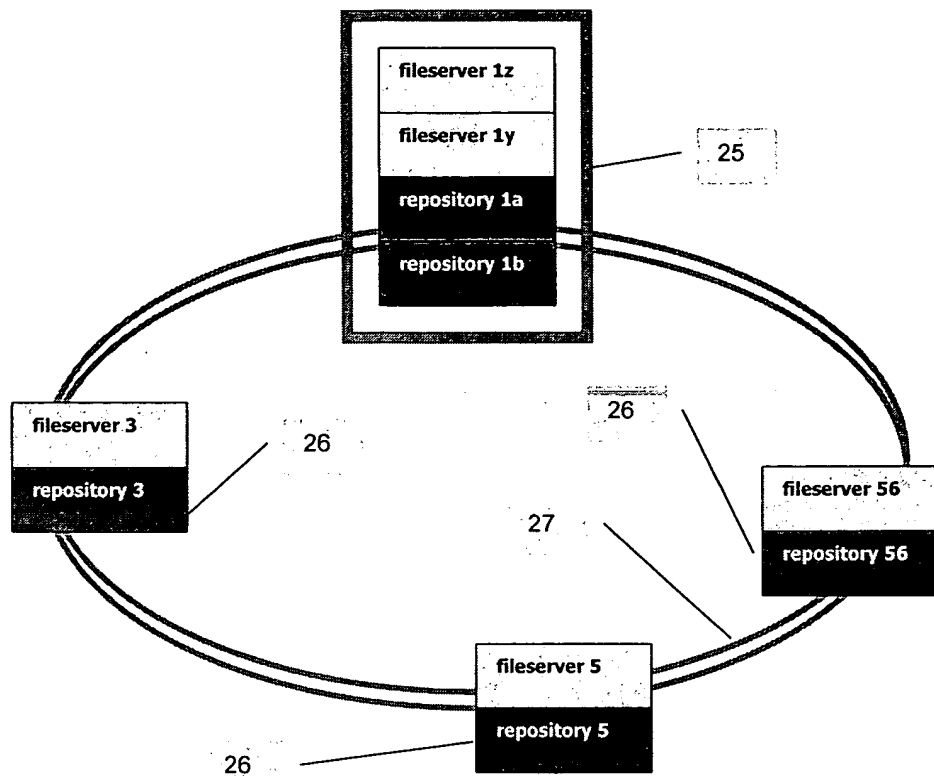 fileserver 1z
fileserver 1y
25
repository 1a
repository 1b
fileserver 3
26
26
repository 3
fileserver 56
27
repository 56
fileserver 5
repository 5
26